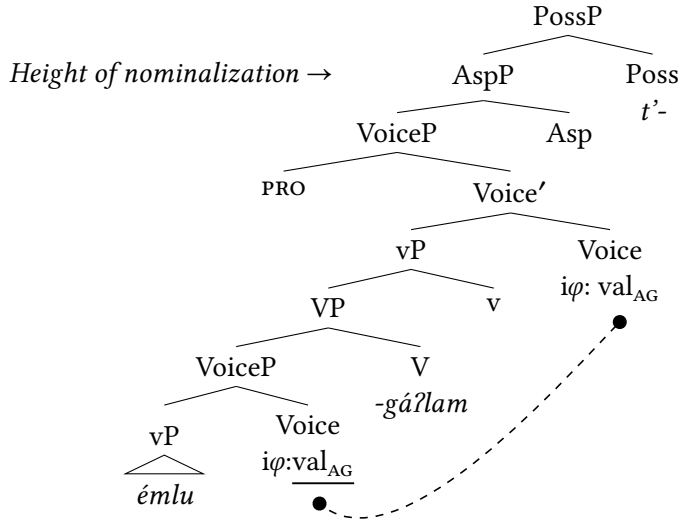 PossP
Height of nominalization → AspP Poss
t’-
VoiceP Asp
PRO Voice′
vP Voice
iφ: val_AG
VP v
VoiceP V
-gáʔlam
vP Voice
iφ:val_AG
émlu